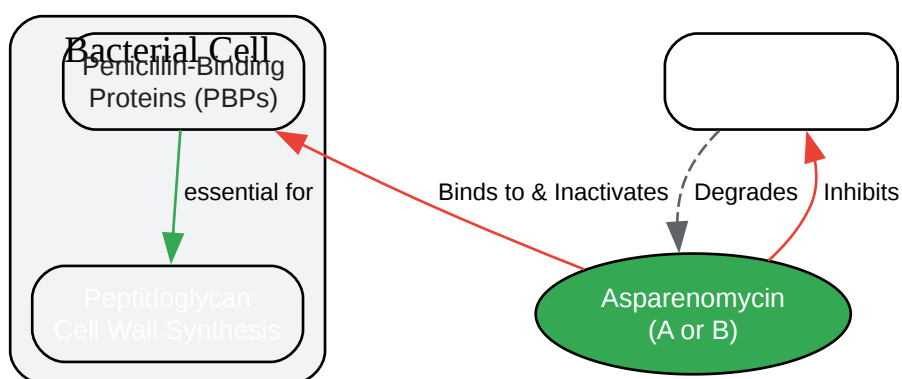 Bacterial Cell
Penicillin-Binding
Proteins (PBPs)
essential for
Binds to & Inactivates
Degrades
Inhibits
Peptidoglycan
Cell Wall Synthesis
Asparenomycin
(A or B)